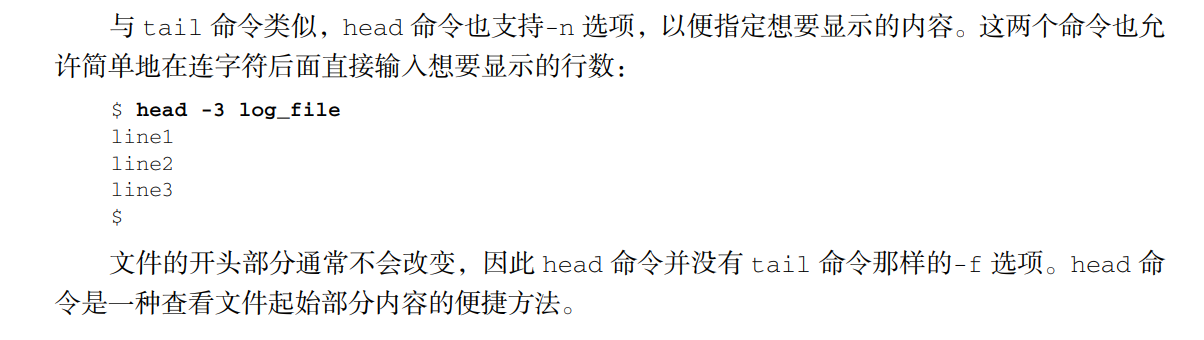 与 tail 命令类似，head 命令也支持-n 选项，以便指定想要显示的内容。这两个命令也允
许简单地在连字符后面直接输入想要显示的行数：
$ head -3 log_file
line1
line2
line3
$
文件的开头部分通常不会改变，因此 head 命令并没有 tail 命令那样的-f 选项。head 命
令是一种查看文件起始部分内容的便捷方法。